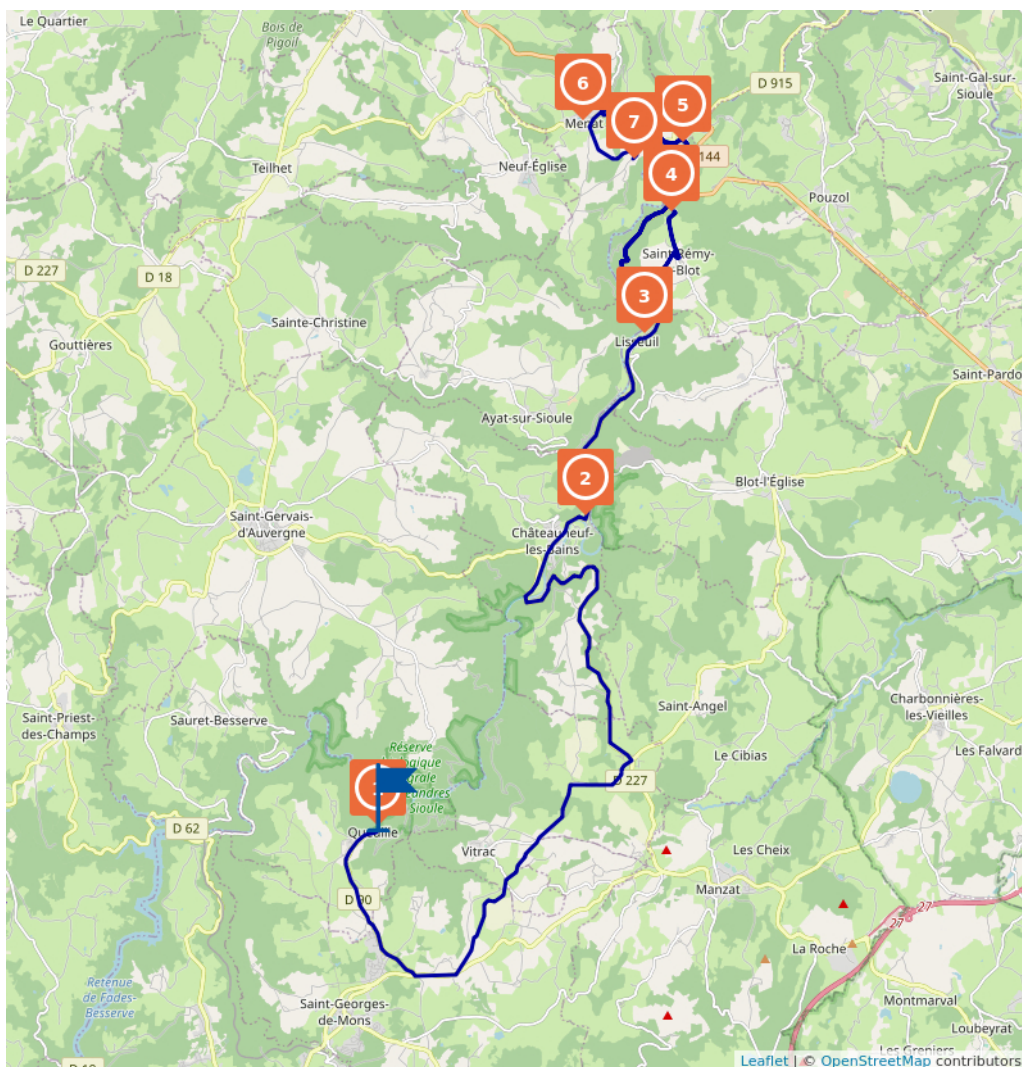 Le Quartier
Bois de
Pigoil
D 915
Saint-Gal-sur-
Sioule
6
5
7
Menat
144
Teilhet
Neuf-Église
4
Pouzol
D 227
D 18
Saint-Rémy-
-Blot
3
Sainte-Christine
Lisseuil
Gouttières
Saint-Pardo
Ayat-sur-Sioule
2
Blot-l'Église
Saint-Gervais-
d'Auvergne
Châteauneuf-
les-Bains
Saint-Priest-
des-Champs
Sauret-Besserve
Saint-Angel
Charbonnières-
les-Vieilles
Réserve
Le Cibias
Les Falvard
D 227
Sioule
Queuille
D 62
Vitrac
Les Cheix
Manzat
D 90
27
27
La Roche
Retenue
de Fades-
Besserve
Saint-Georges-
de-Mons
Montmarval
Loubeyrat
Les Greniers
Leaflet | © OpenStreetMap contributors